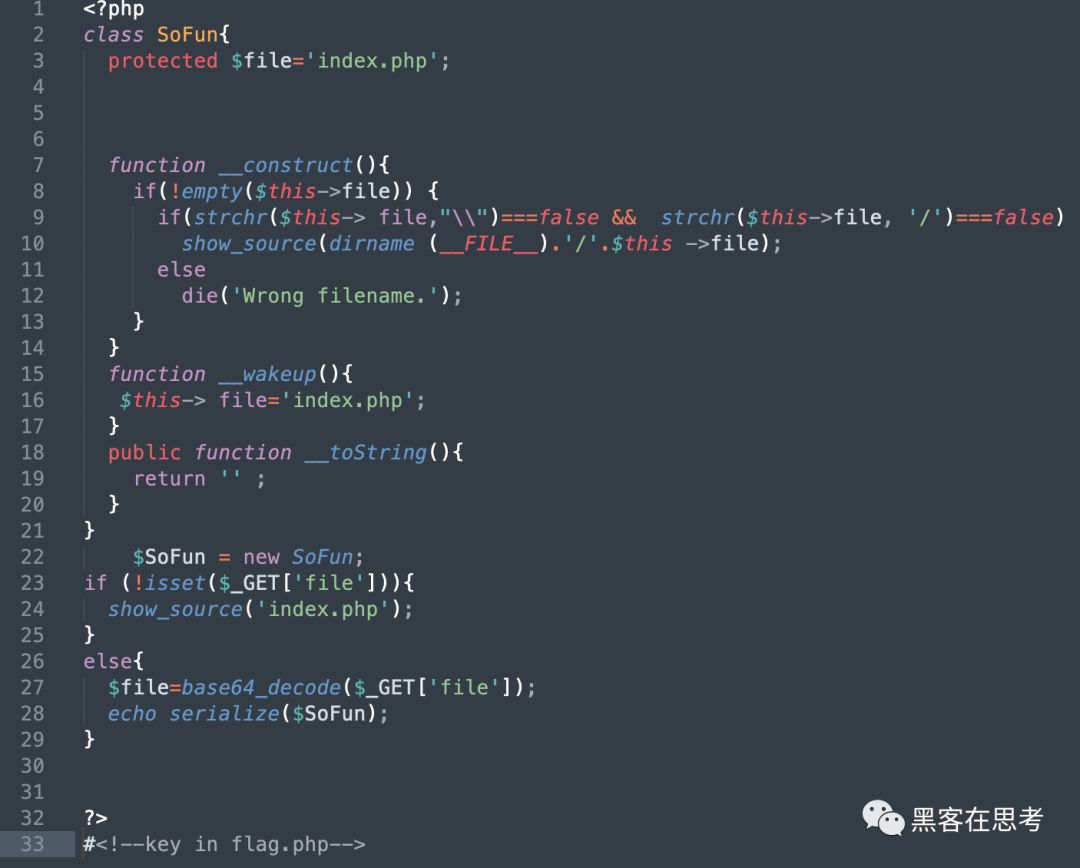 1 <?php
2 class SoFun{
3 protected $file='index.php';
4
5
6
7 function __construct(){
8 if(!empty($this->file)) {
9 if(strchr($this-> file,"\\")===false && strchr($this->file, '/')===false)
10 show_source(dirname (__FILE__).'/'.$this ->file);
11 else
12 die('Wrong filename.');
13 }
14 }
15 function __wakeup(){
16 $this-> file='index.php';
17 }
18 public function __toString(){
19 return '' ;
20 }
21 }
22 $SoFun = new SoFun;
23 if (!isset($_GET['file'])){
24 show_source('index.php');
25 }
26 else{
27 $file=base64_decode($_GET['file']);
28 echo serialize($SoFun);
29 }
30
31
32 ?>
33 #<!--key in flag.php-->
黑客在思考